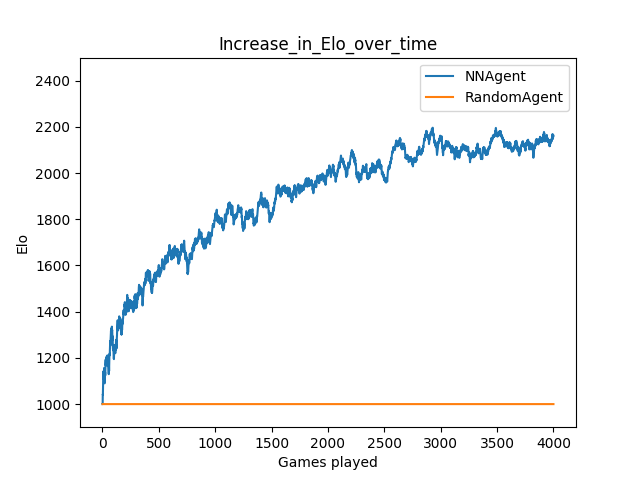 Increase_in_Elo_over_time
NNAgent
RandomAgent
2400
2200
2000
1800
1600
1400
1200
1000
Elo
0 500 1000 1500 2000 2500 3000 3500 4000
Games played